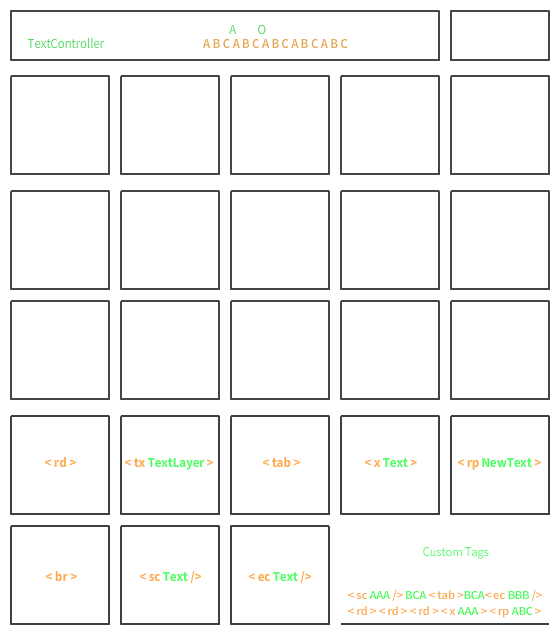 A O
TextController ABCABCABCABCABC
<rd>
<tx TextLayer>
<tab>
<x Text>
<rp NewText>
<br>
<sc Text />
<ec Text />
Custom Tags
<sc AAA /> BCA <tab>BCA<ec BBB />
<rd><rd><rd><x AAA><rp ABC>